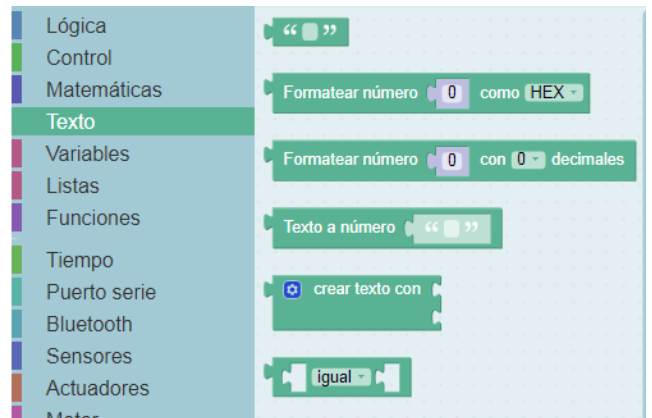 Lógica
Control
Matemáticas
Texto
Variables
Listas
Funciones
Tiempo
Puerto serie
Bluetooth
Sensores
Actuadores
Motor
“ ”
Formatear número 0 como HEX
Formatear número 0 con 0 decimales
Texto a número “ ”
crear texto con
igual